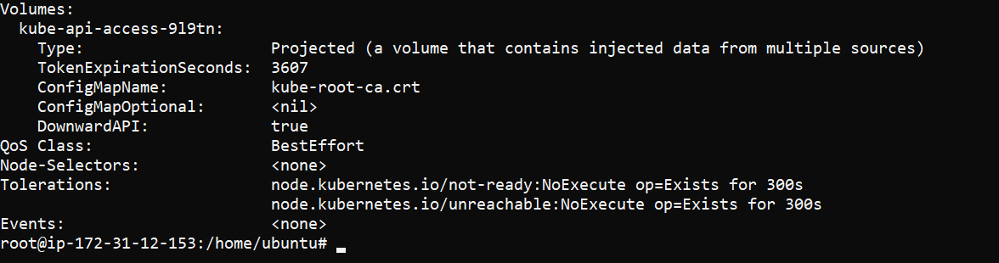 Volumes:
kube-api-access-9l9tn:
Type: Projected (a volume that contains injected data from multiple sources)
TokenExpirationSeconds: 3607
ConfigMapName: kube-root-ca.crt
ConfigMapOptional: <nil>
DownwardAPI: true
QoS Class: BestEffort
Node-Selectors: <none>
Tolerations: node.kubernetes.io/not-ready:NoExecute op=Exists for 300s
node.kubernetes.io/unreachable:NoExecute op=Exists for 300s
Events: <none>
root@ip-172-31-12-153:/home/ubuntu#